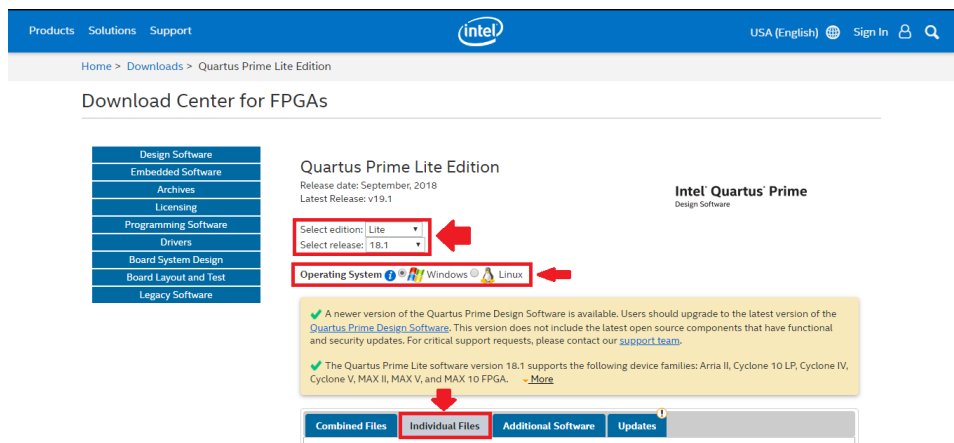 Products Solutions Support
intel
USA (English) Sign In
Home > Downloads > Quartus Prime Lite Edition
Download Center for FPGAs
Design Software
Embedded Software
Archives
Licensing
Programming Software
Drivers
Board System Design
Board Layout and Test
Legacy Software
Quartus Prime Lite Edition
Release date: September, 2018
Latest Release: v19.1
Select edition: Lite
Select release: 18.1
Operating System i Windows Linux
Intel® Quartus® Prime
Design Software
A newer version of the Quartus Prime Design Software is available. Users should upgrade to the latest version of the
Quartus Prime Design Software. This version does not include the latest open source components that have functional
and security updates. For critical support requests, please contact our support team.
The Quartus Prime Lite software version 18.1 supports the following device families: Arria II, Cyclone 10 LP, Cyclone IV,
Cyclone V, MAX II, MAX V, and MAX 10 FPGA. More
Combined Files Individual Files Additional Software Updates !